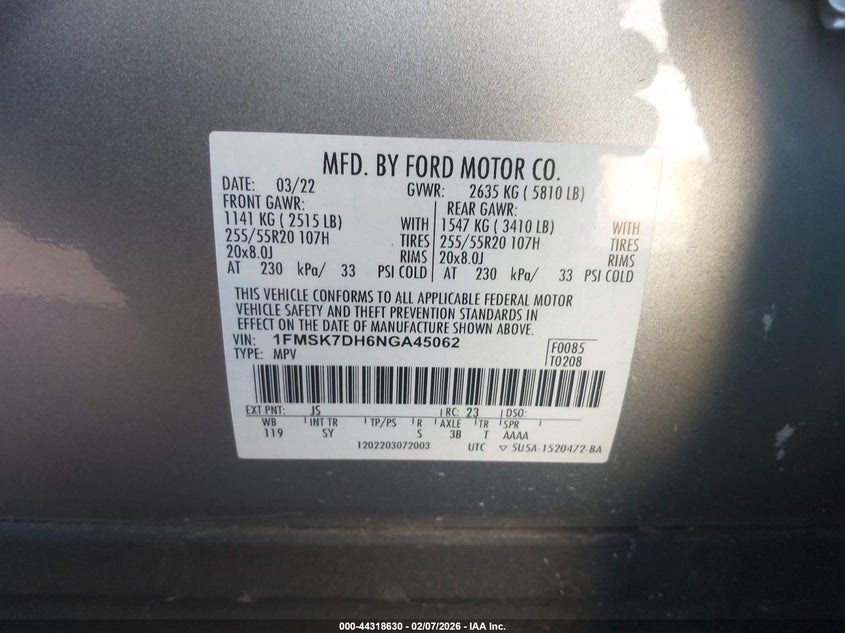 MFD. BY FORD MOTOR CO.
DATE: 03/22 GVWR: 2635 KG ( 5810 LB)
FRONT GAWR: REAR GAWR:
1141 KG ( 2515 LB) WITH 1547 KG ( 3410 LB) WITH
255/55R20 107H TIRES 255/55R20 107H TIRES
20x8.0J RIMS 20x8.0J RIMS
AT 230 kPa/ 33 PSI COLD AT 230 kPa/ 33 PSI COLD
THIS VEHICLE CONFORMS TO ALL APPLICABLE FEDERAL MOTOR
VEHICLE SAFETY AND THEFT PREVENTION STANDARDS IN
EFFECT ON THE DATE OF MANUFACTURE SHOWN ABOVE.
VIN: 1FMSK7DH6NGA45062
TYPE: MPV
F0085
T0208
EXT PNT: JS RC: 23 DSO:
WB INT TR TP/PS R AXLE TR SPR
119 SY S 3B T AAAA
1202203072003 UTC ▽ 5U5A-1520472-BA
000-44318630 - 02/07/2026 - IAA Inc.